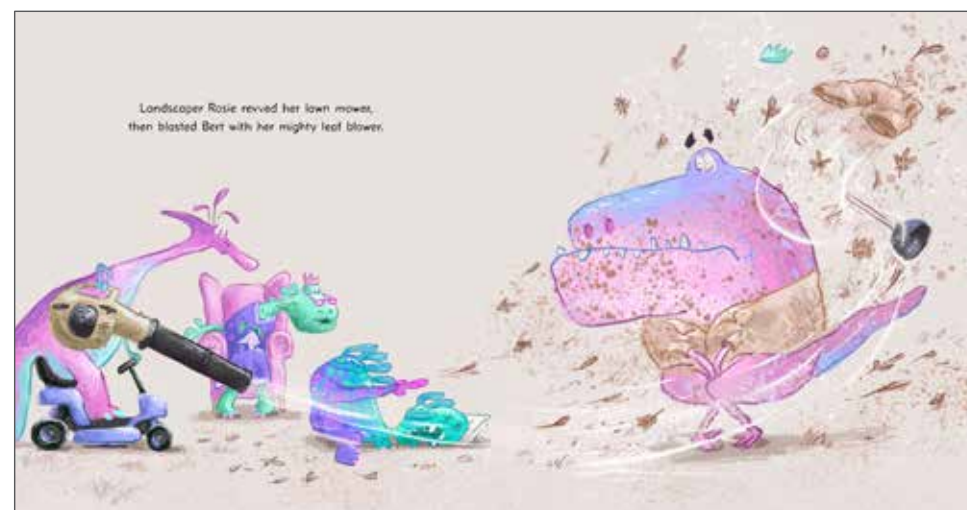 Landscaper Rosie revved her lawn mower,
then blasted Bert with her mighty leaf blower.